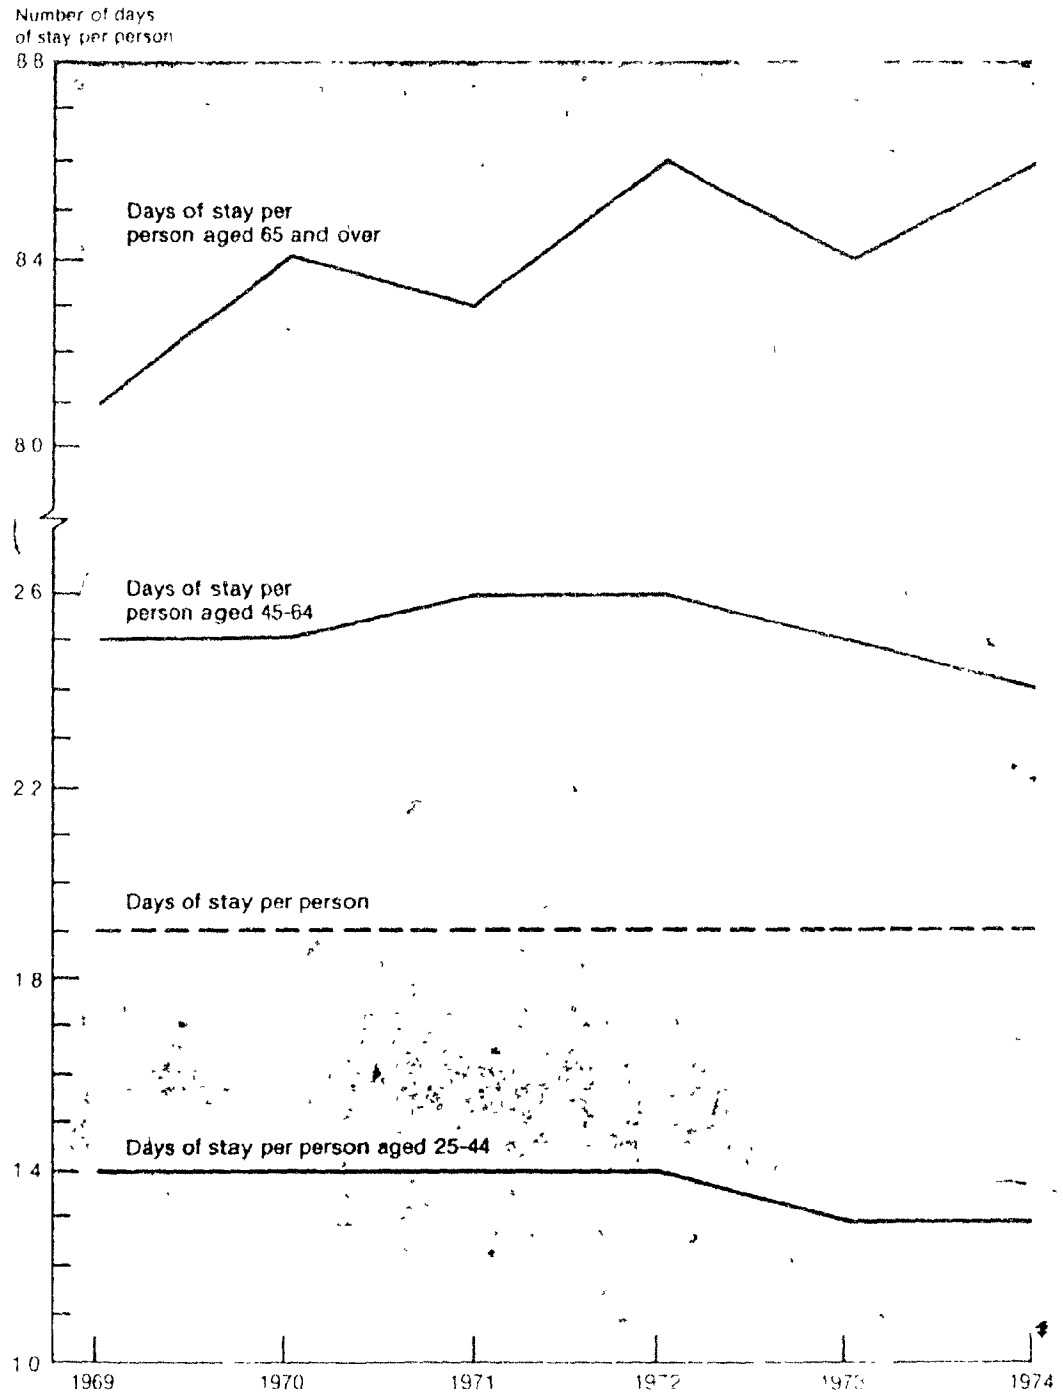 Number of days
of stay per person
8.8
Days of stay per
person aged 65 and over
8.4
8.0
2.6
Days of stay per
person aged 45-64
2.2
Days of stay per person
1.8
Days of stay per person aged 25-44
1.4
1.0
1969 1970 1971 1972 1973 1974